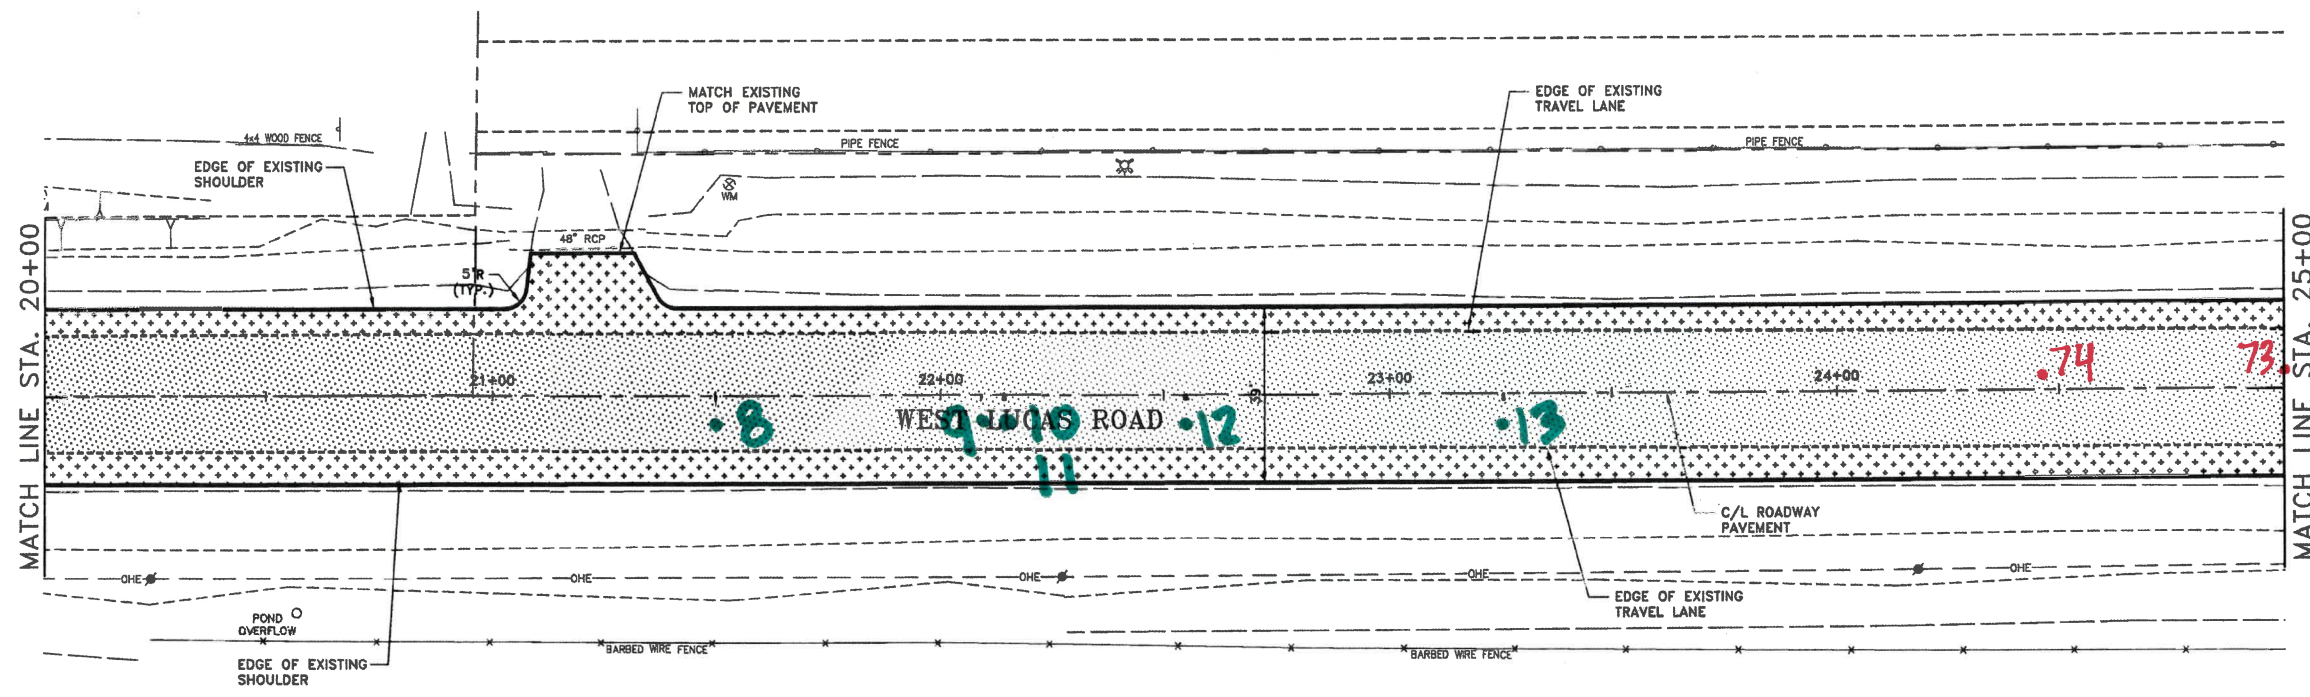 MATCH EXISTING
TOP OF PAVEMENT
EDGE OF EXISTING
TRAVEL LANE
4x4 WOOD FENCE
PIPE FENCE
PIPE FENCE
EDGE OF EXISTING
SHOULDER
WM
48" RCP
5'R
(TYP.)
MATCH LINE STA. 20+00
MATCH LINE STA. 25+00
21+00
22+00
23+00
24+00
74
73
39
WEST LUCAS ROAD
8
9
10
11
12
13
C/L ROADWAY
PAVEMENT
OHE
OHE
OHE
OHE
OHE
EDGE OF EXISTING
TRAVEL LANE
POND
OVERFLOW
BARBED WIRE FENCE
BARBED WIRE FENCE
EDGE OF EXISTING
SHOULDER